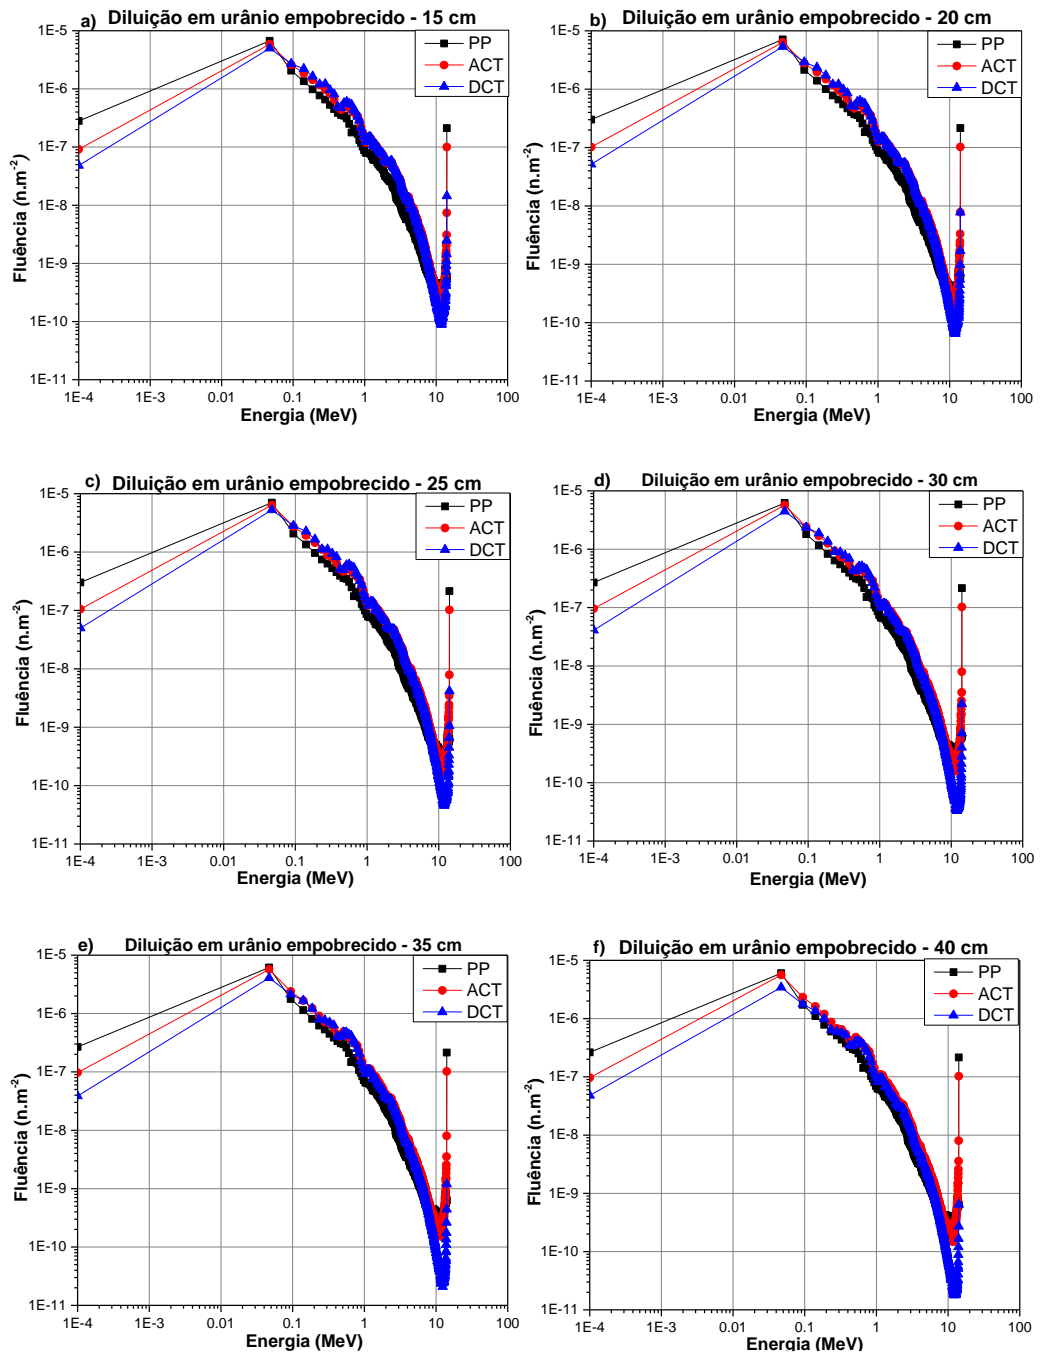 a) Diluição em urânio empobrecido - 15 cm
1E-5
1E-6
1E-7
1E-8
1E-9
1E-10
1E-11
Fluência (n.m-2)
PP
ACT
DCT
1E-4 1E-3 0.01 0.1 1 10 100
Energia (MeV)
b) Diluição em urânio empobrecido - 20 cm
1E-5
1E-6
1E-7
1E-8
1E-9
1E-10
1E-11
Fluência (n.m-2)
PP
ACT
DCT
1E-4 1E-3 0.01 0.1 1 10 100
Energia (MeV)
c) Diluição em urânio empobrecido - 25 cm
1E-5
1E-6
1E-7
1E-8
1E-9
1E-10
1E-11
Fluência (n.m-2)
PP
ACT
DCT
1E-4 1E-3 0.01 0.1 1 10 100
Energia (MeV)
d) Diluição em urânio empobrecido - 30 cm
1E-5
1E-6
1E-7
1E-8
1E-9
1E-10
1E-11
Fluência (n.m-2)
PP
ACT
DCT
1E-4 1E-3 0.01 0.1 1 10 100
Energia (MeV)
e) Diluição em urânio empobrecido - 35 cm
1E-5
1E-6
1E-7
1E-8
1E-9
1E-10
1E-11
Fluência (n.m-2)
PP
ACT
DCT
1E-4 1E-3 0.01 0.1 1 10 100
Energia (MeV)
f) Diluição em urânio empobrecido - 40 cm
1E-5
1E-6
1E-7
1E-8
1E-9
1E-10
1E-11
Fluência (n.m-2)
PP
ACT
DCT
1E-4 1E-3 0.01 0.1 1 10 100
Energia (MeV)